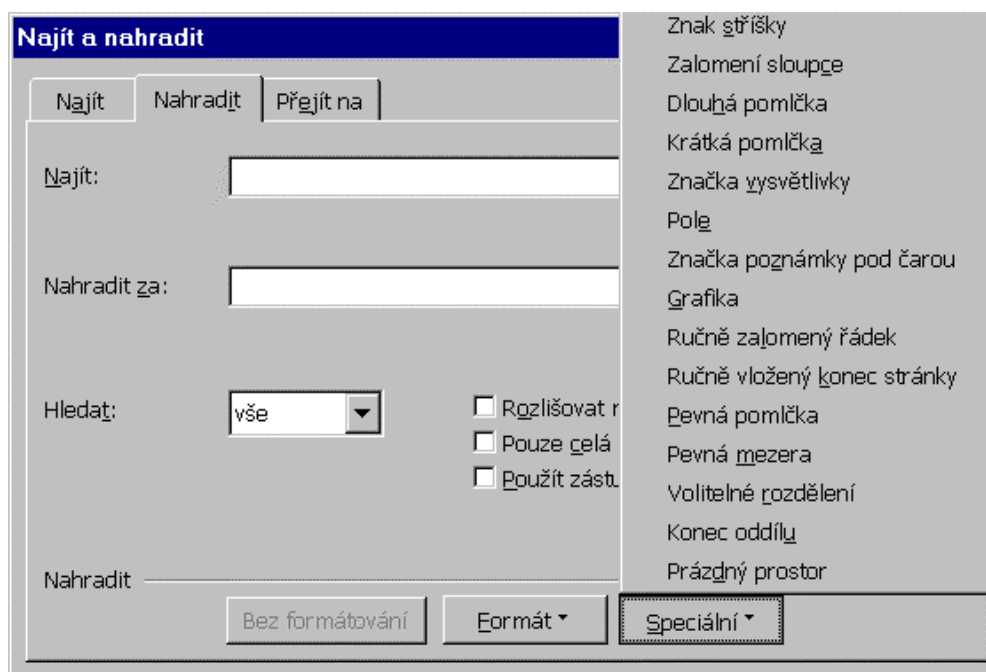 Najít a nahradit
Najít
Nahradit
Přejít na
Najít:
Nahradit za:
Hledat:
vše
Rozlišovat
Pouze celá
Použít
Nahradit
Bez formátování
Formát
Speciální
Znak stříšky
Zalomení sloupce
Dlouhá pomlčka
Krátká pomlčka
Značka vysvětlivky
Pole
Značka poznámky pod čarou
Grafika
Ručně zalomený řádek
Ručně vložený konec stránky
Pevná pomlčka
Pevná mezera
Volitelné rozdělení
Konec oddílu
Prázdný prostor